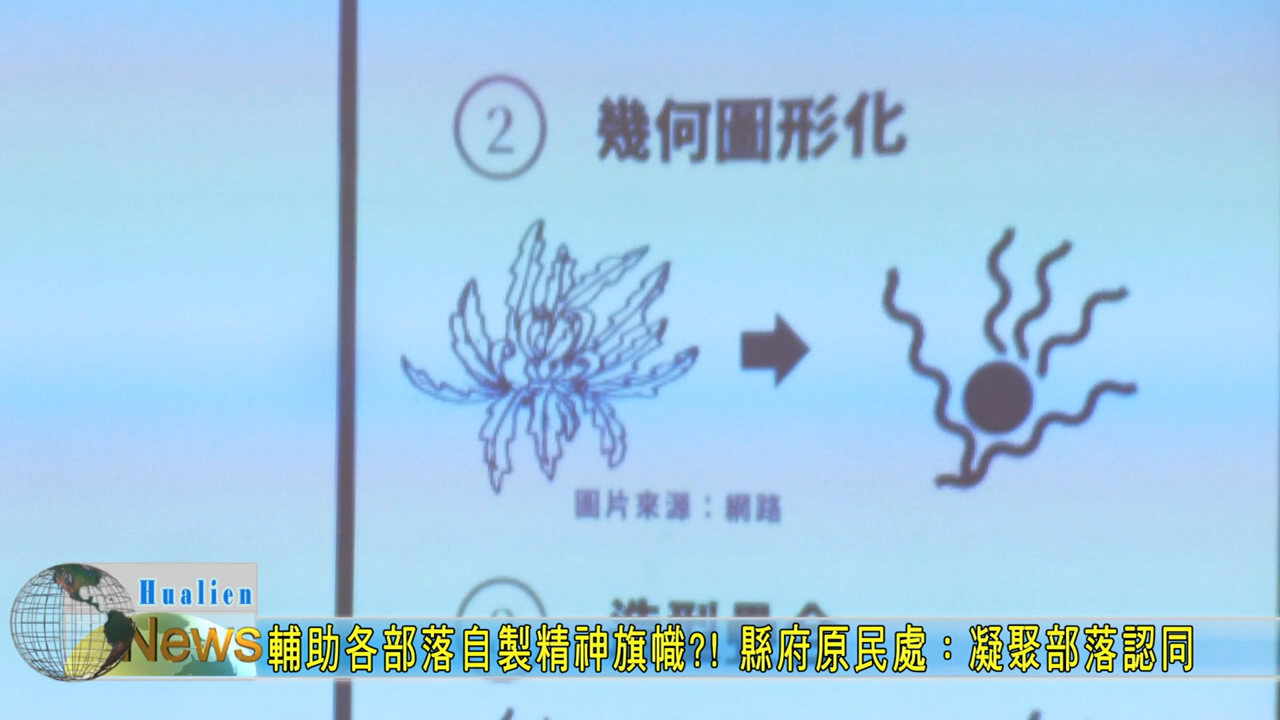 ② 幾何圖形化
圖片來源：網路
Hualien
News
輔助各部落自製精神旗幟?! 縣府原民處：凝聚部落認同